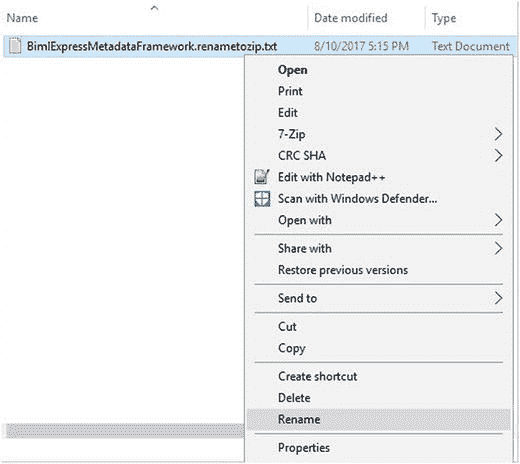 Name Date modified Type
BimlExpressMetadataFramework.renametozip.txt 8/10/2017 5:15 PM Text Document
Open
Print
Edit
7-Zip
CRC SHA
Edit with Notepad++
Scan with Windows Defender...
Open with
Share with
Restore previous versions
Send to
Cut
Copy
Create shortcut
Delete
Rename
Properties